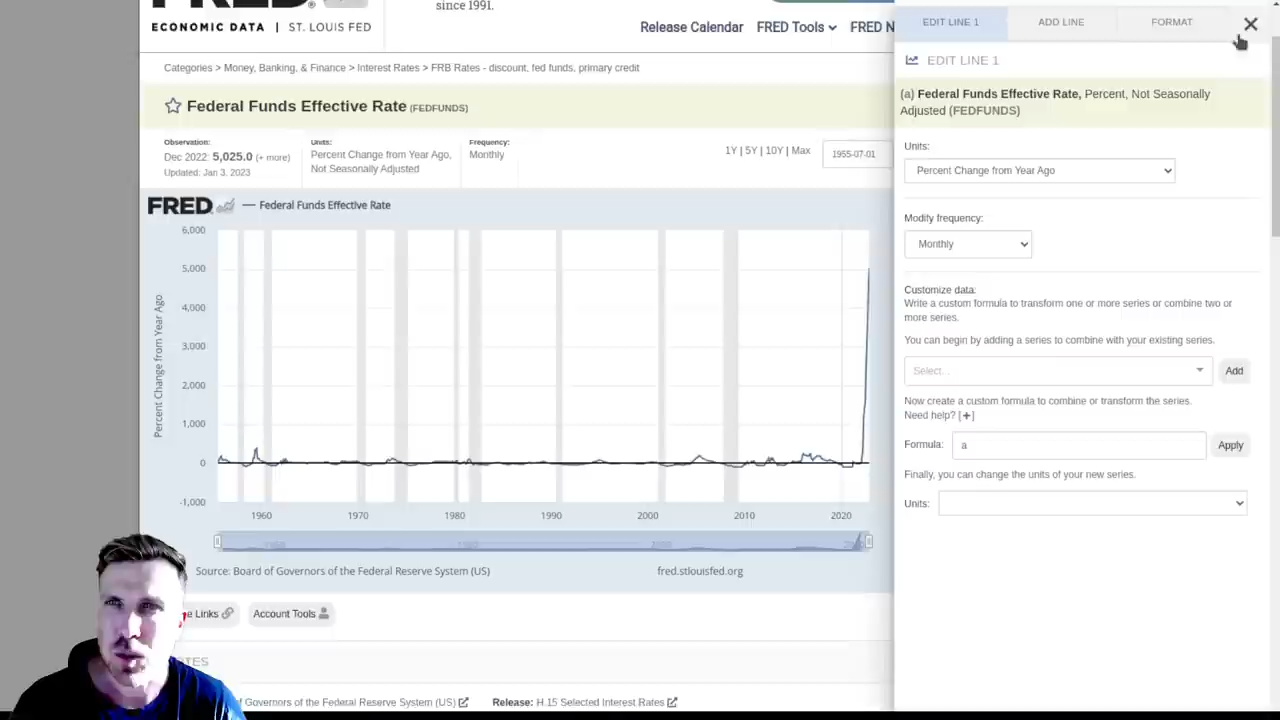 FRED®
ECONOMIC DATA | ST. LOUIS FED
since 1991.
Release Calendar FRED Tools FRED N
Categories > Money, Banking, & Finance > Interest Rates > FRB Rates - discount, fed funds, primary credit
Federal Funds Effective Rate (FEDFUNDS)
Observation:
Dec 2022: 5,025.0 (+ more)
Updated: Jan 3, 2023
Units:
Percent Change from Year Ago,
Not Seasonally Adjusted
Frequency:
Monthly
1Y | 5Y | 10Y | Max
1955-07-01
FRED — Federal Funds Effective Rate
Percent Change from Year Ago
6,000
5,000
4,000
3,000
2,000
1,000
0
-1,000
1960 1970 1980 1990 2000 2010 2020
Source: Board of Governors of the Federal Reserve System (US)
fred.stlouisfed.org
e Links
Account Tools
OTES
f Governors of the Federal Reserve System (US)
Release: H.15 Selected Interest Rates
EDIT LINE 1 ADD LINE FORMAT
EDIT LINE 1
(a) Federal Funds Effective Rate, Percent, Not Seasonally
Adjusted (FEDFUNDS)
Units:
Percent Change from Year Ago
Modify frequency:
Monthly
Customize data:
Write a custom formula to transform one or more series or combine two or
more series.
You can begin by adding a series to combine with your existing series.
Select... Add
Now create a custom formula to combine or transform the series.
Need help? [+]
Formula: a Apply
Finally, you can change the units of your new series.
Units: